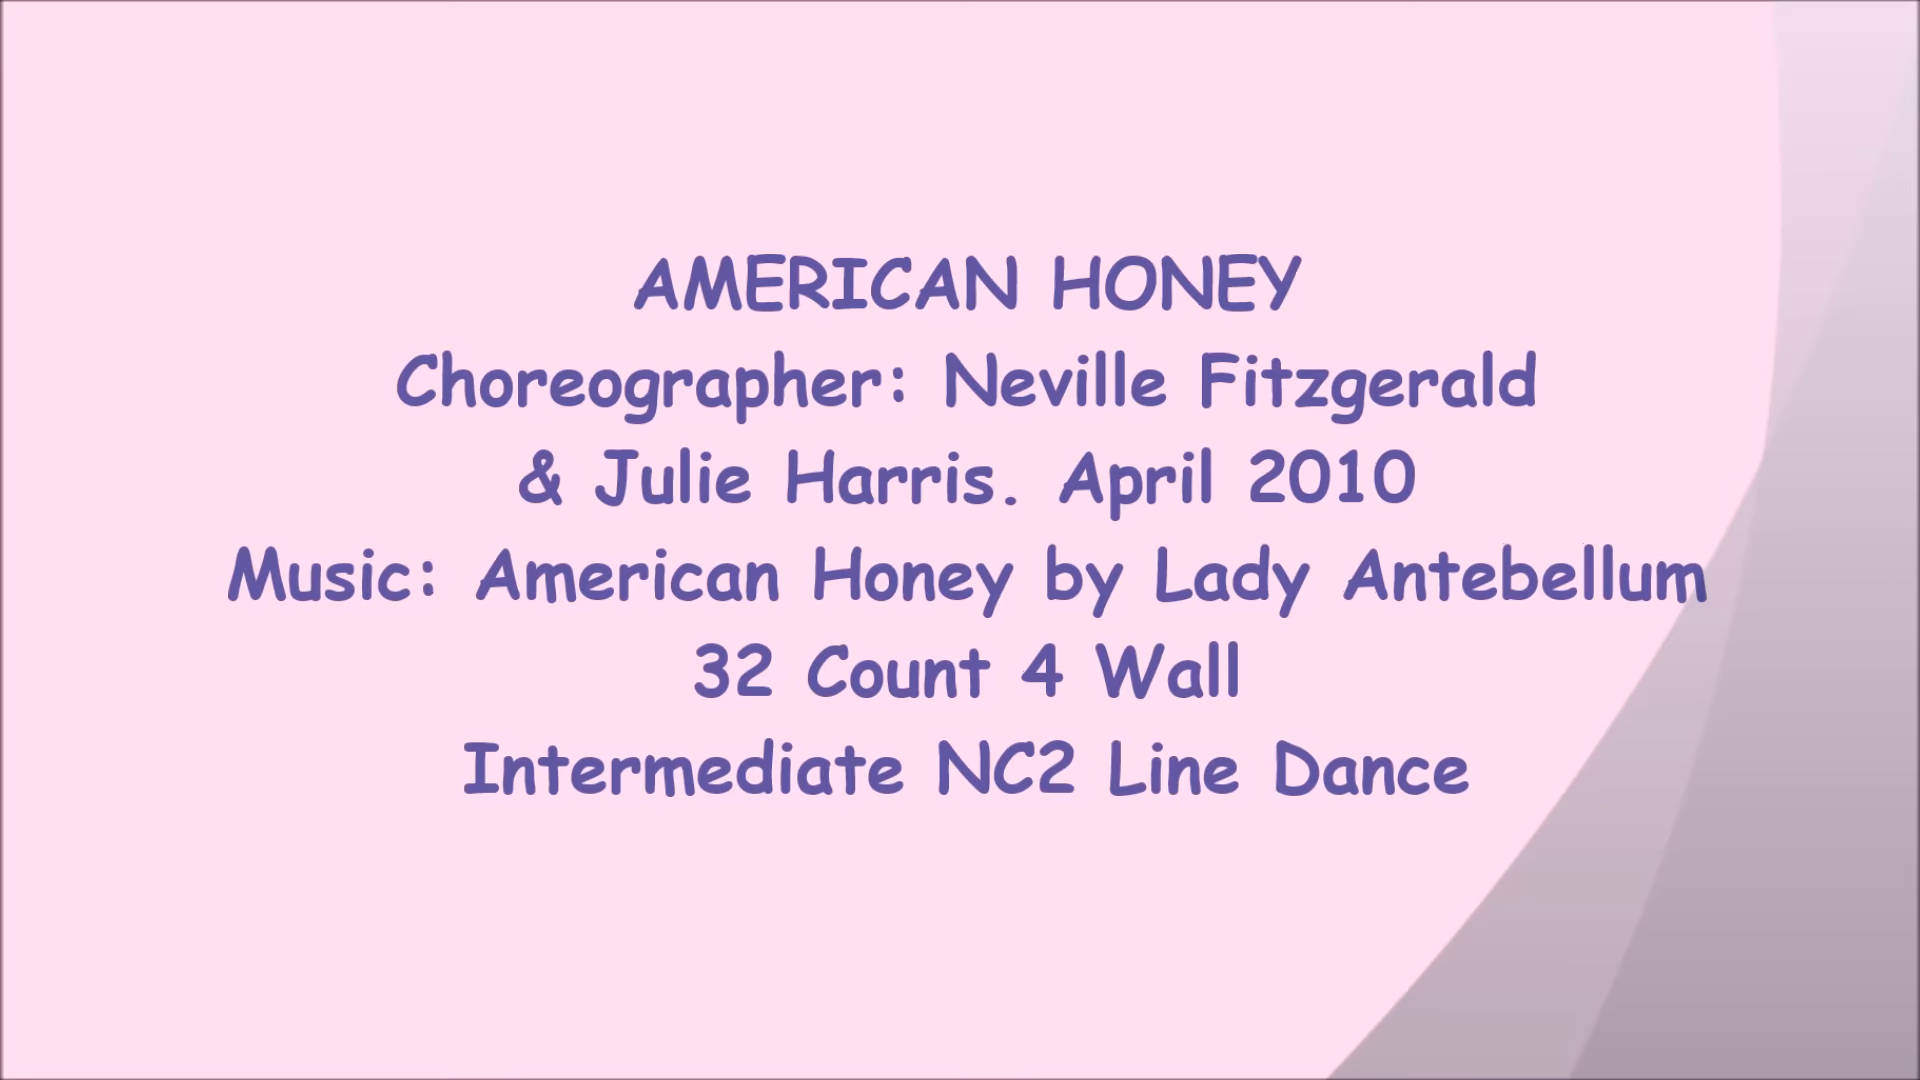 AMERICAN HONEY
Choreographer: Neville Fitzgerald
& Julie Harris. April 2010
Music: American Honey by Lady Antebellum
32 Count 4 Wall
Intermediate NC2 Line Dance